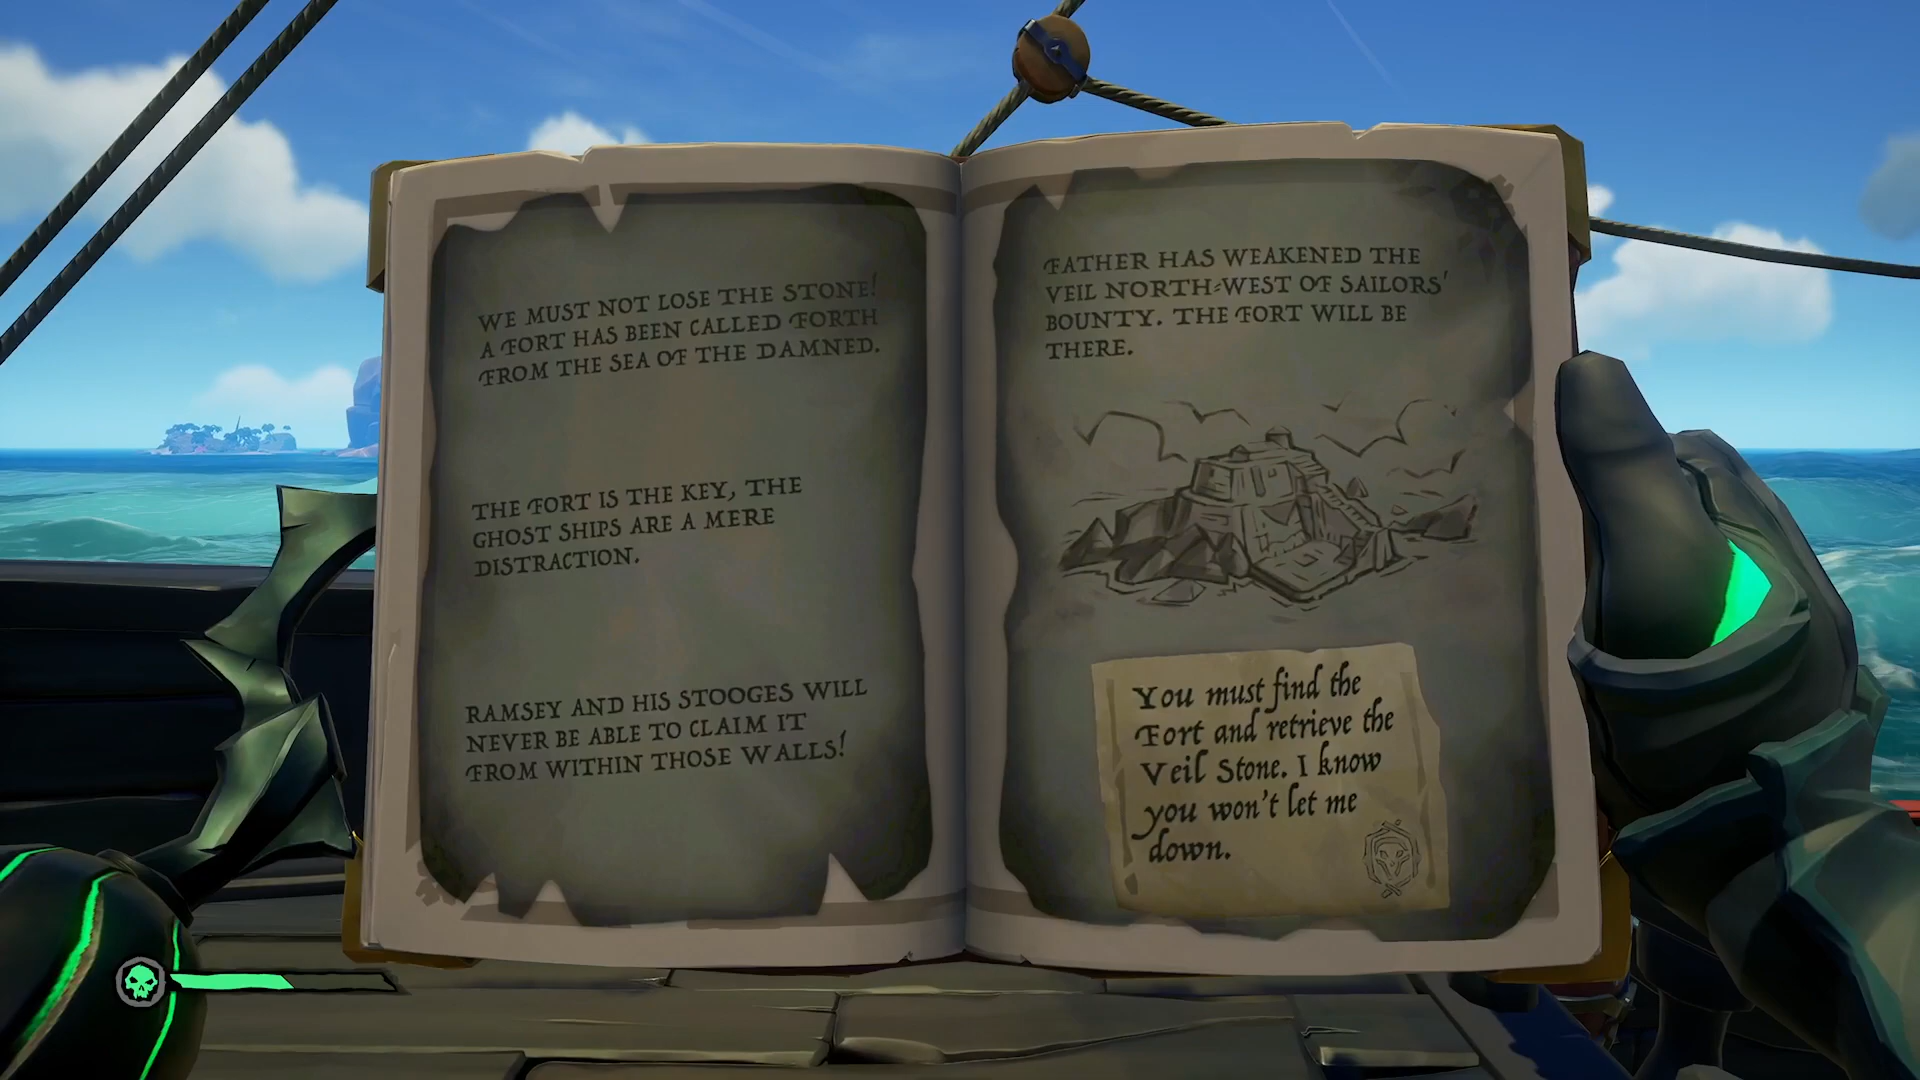 WE MUST NOT LOSE THE STONE!
A FORT HAS BEEN CALLED FORTH
FROM THE SEA OF THE DAMNED.
THE FORT IS THE KEY, THE
GHOST SHIPS ARE A MERE
DISTRACTION.
RAMSEY AND HIS STOOGES WILL
NEVER BE ABLE TO CLAIM IT
FROM WITHIN THOSE WALLS!
FATHER HAS WEAKENED THE
VEIL NORTH-WEST OF SAILORS'
BOUNTY. THE FORT WILL BE
THERE.
You must find the
Fort and retrieve the
Veil Stone. I know
you won't let me
down.